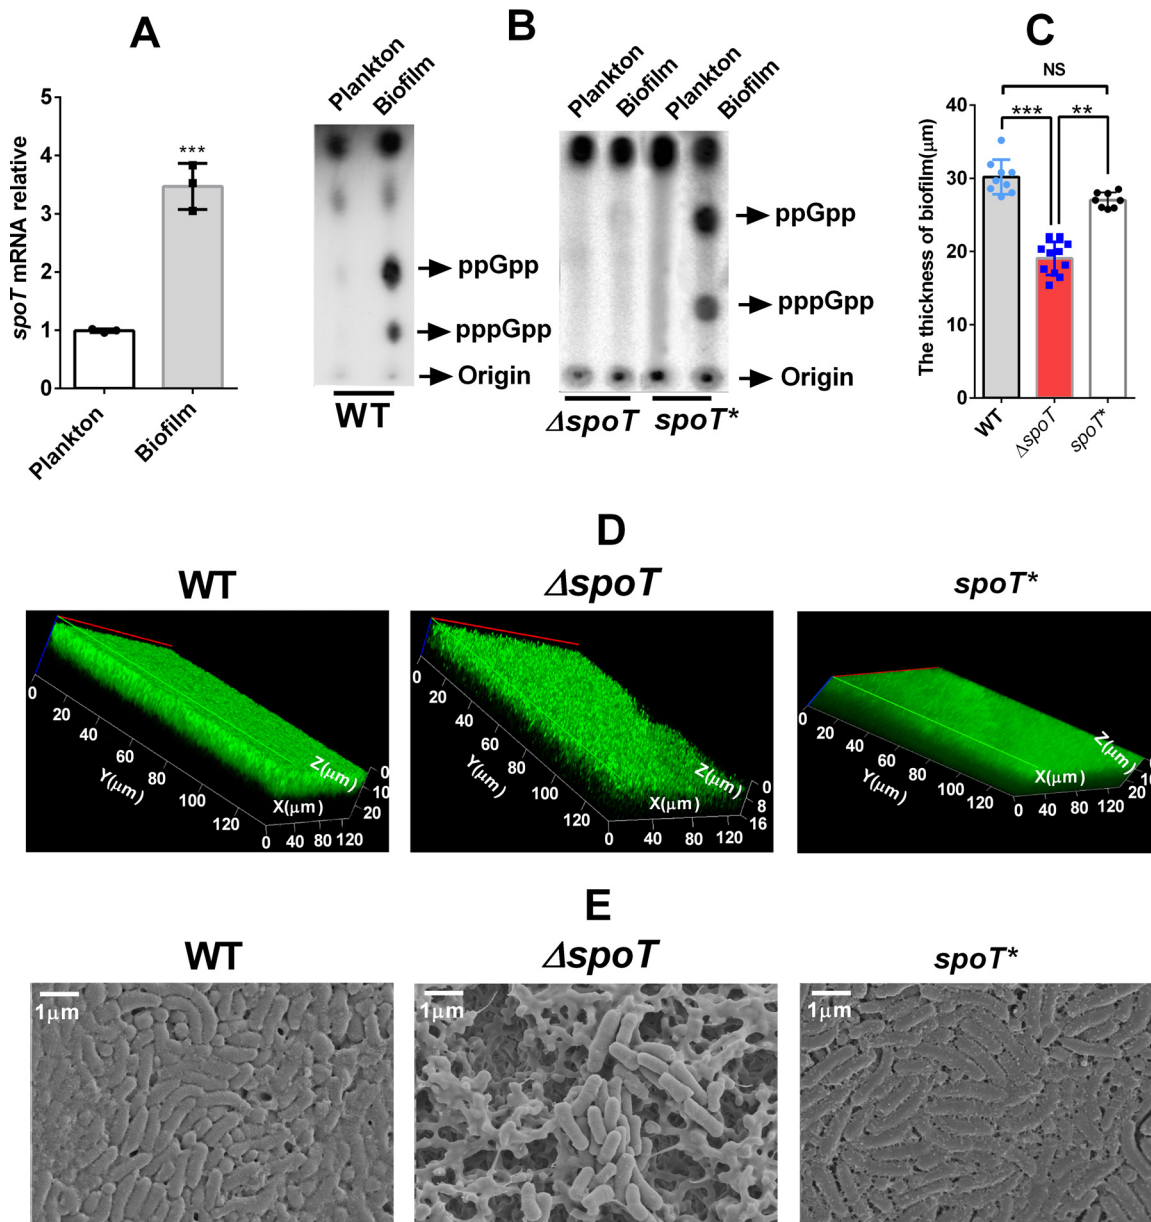 A
5
4
3
2
1
0
spoT mRNA relative
***
Plankton
Biofilm
B
Plankton
Biofilm
ppGpp
pppGpp
Origin
WT
Plankton
Biofilm
Plankton
Biofilm
ppGpp
pppGpp
Origin
ΔspoT
spoT*
C
NS
*** **
40
30
20
10
0
The thickness of biofilm(μm)
WT
ΔspoT
spoT*
D
WT
0
20
40
60
80
100
120
Y(μm)
X(μm)
Z(μm)
0 40 80 120
0
10
20
ΔspoT
0
20
40
60
80
100
120
Y(μm)
X(μm)
Z(μm)
0 40 80 120
0
8
16
spoT*
0
20
40
60
80
100
120
Y(μm)
X(μm)
Z(μm)
0 40 80 120
0
10
20
E
WT
1μm
ΔspoT
1μm
spoT*
1μm